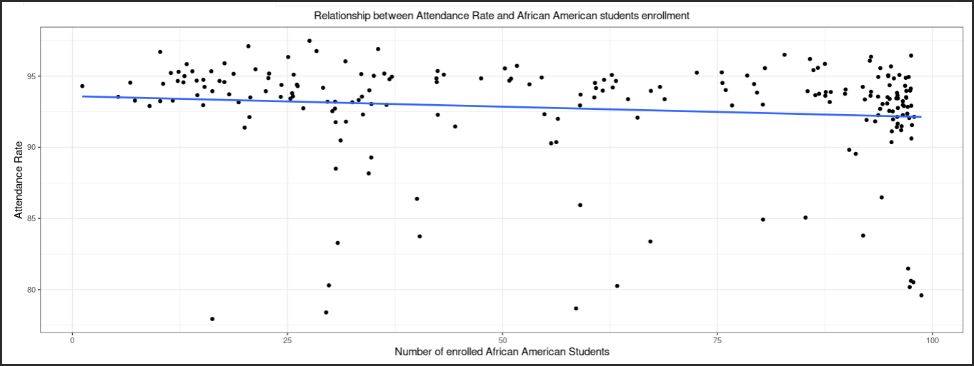 Relationship between Attendance Rate and African American students enrollment
95
90
85
80
Attendance Rate
0 25 50 75 100
Number of enrolled African American Students